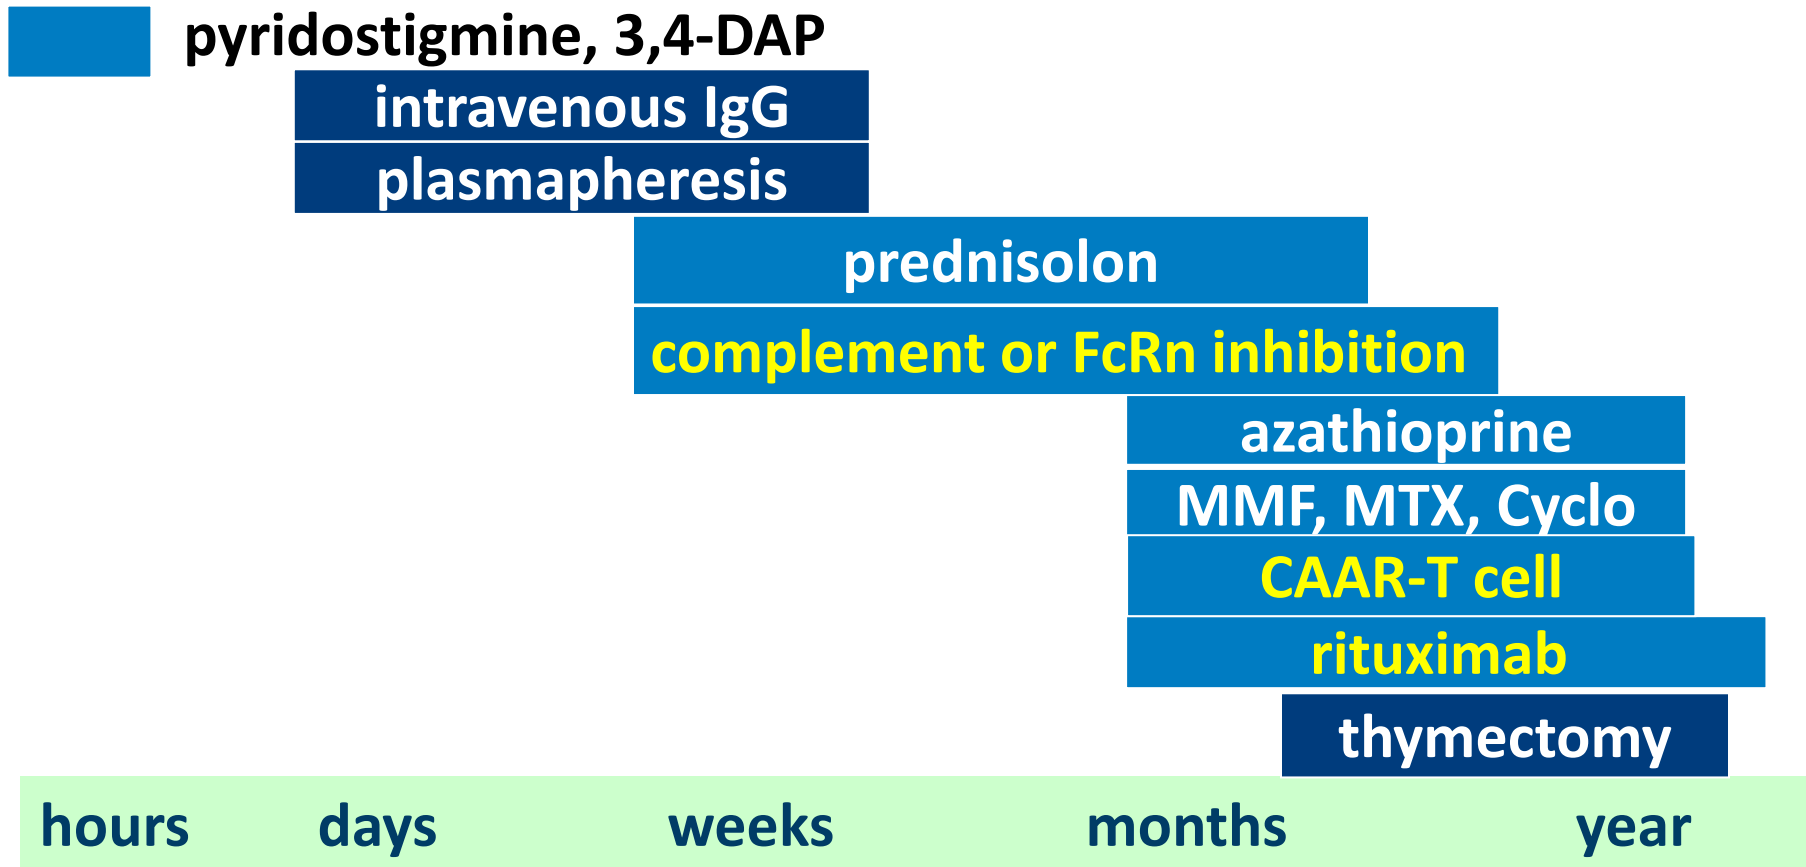 pyridostigmine, 3,4-DAP
intravenous IgG
plasmapheresis
prednisolon
complement or FcRn inhibition
azathioprine
MMF, MTX, Cyclo
CAAR-T cell
rituximab
thymectomy
hours days weeks months year